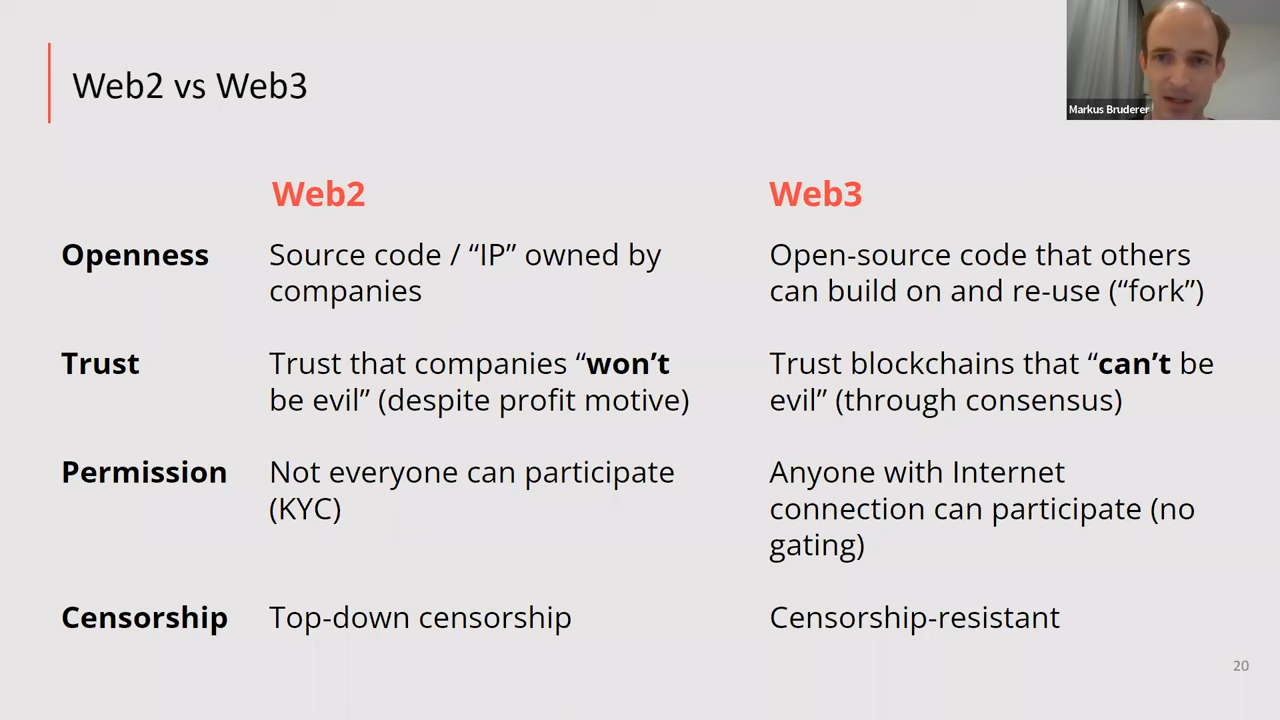 Web2 vs Web3
Markus Bruderer
Web2
Web3
Openness
Source code / “IP” owned by
companies
Open-source code that others
can build on and re-use (“fork”)
Trust
Trust that companies “won’t
be evil” (despite profit motive)
Trust blockchains that “can’t be
evil” (through consensus)
Permission
Not everyone can participate
(KYC)
Anyone with Internet
connection can participate (no
gating)
Censorship
Top-down censorship
Censorship-resistant
20